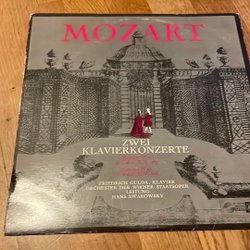 MOZART
ZWEI
KLAVIERKONZERTE
FRIEDRICH GULDA, KLAVIER
ORCHESTER DER WIENER STAATSOPER
LEITUNG:
HANS SWAROWSKY